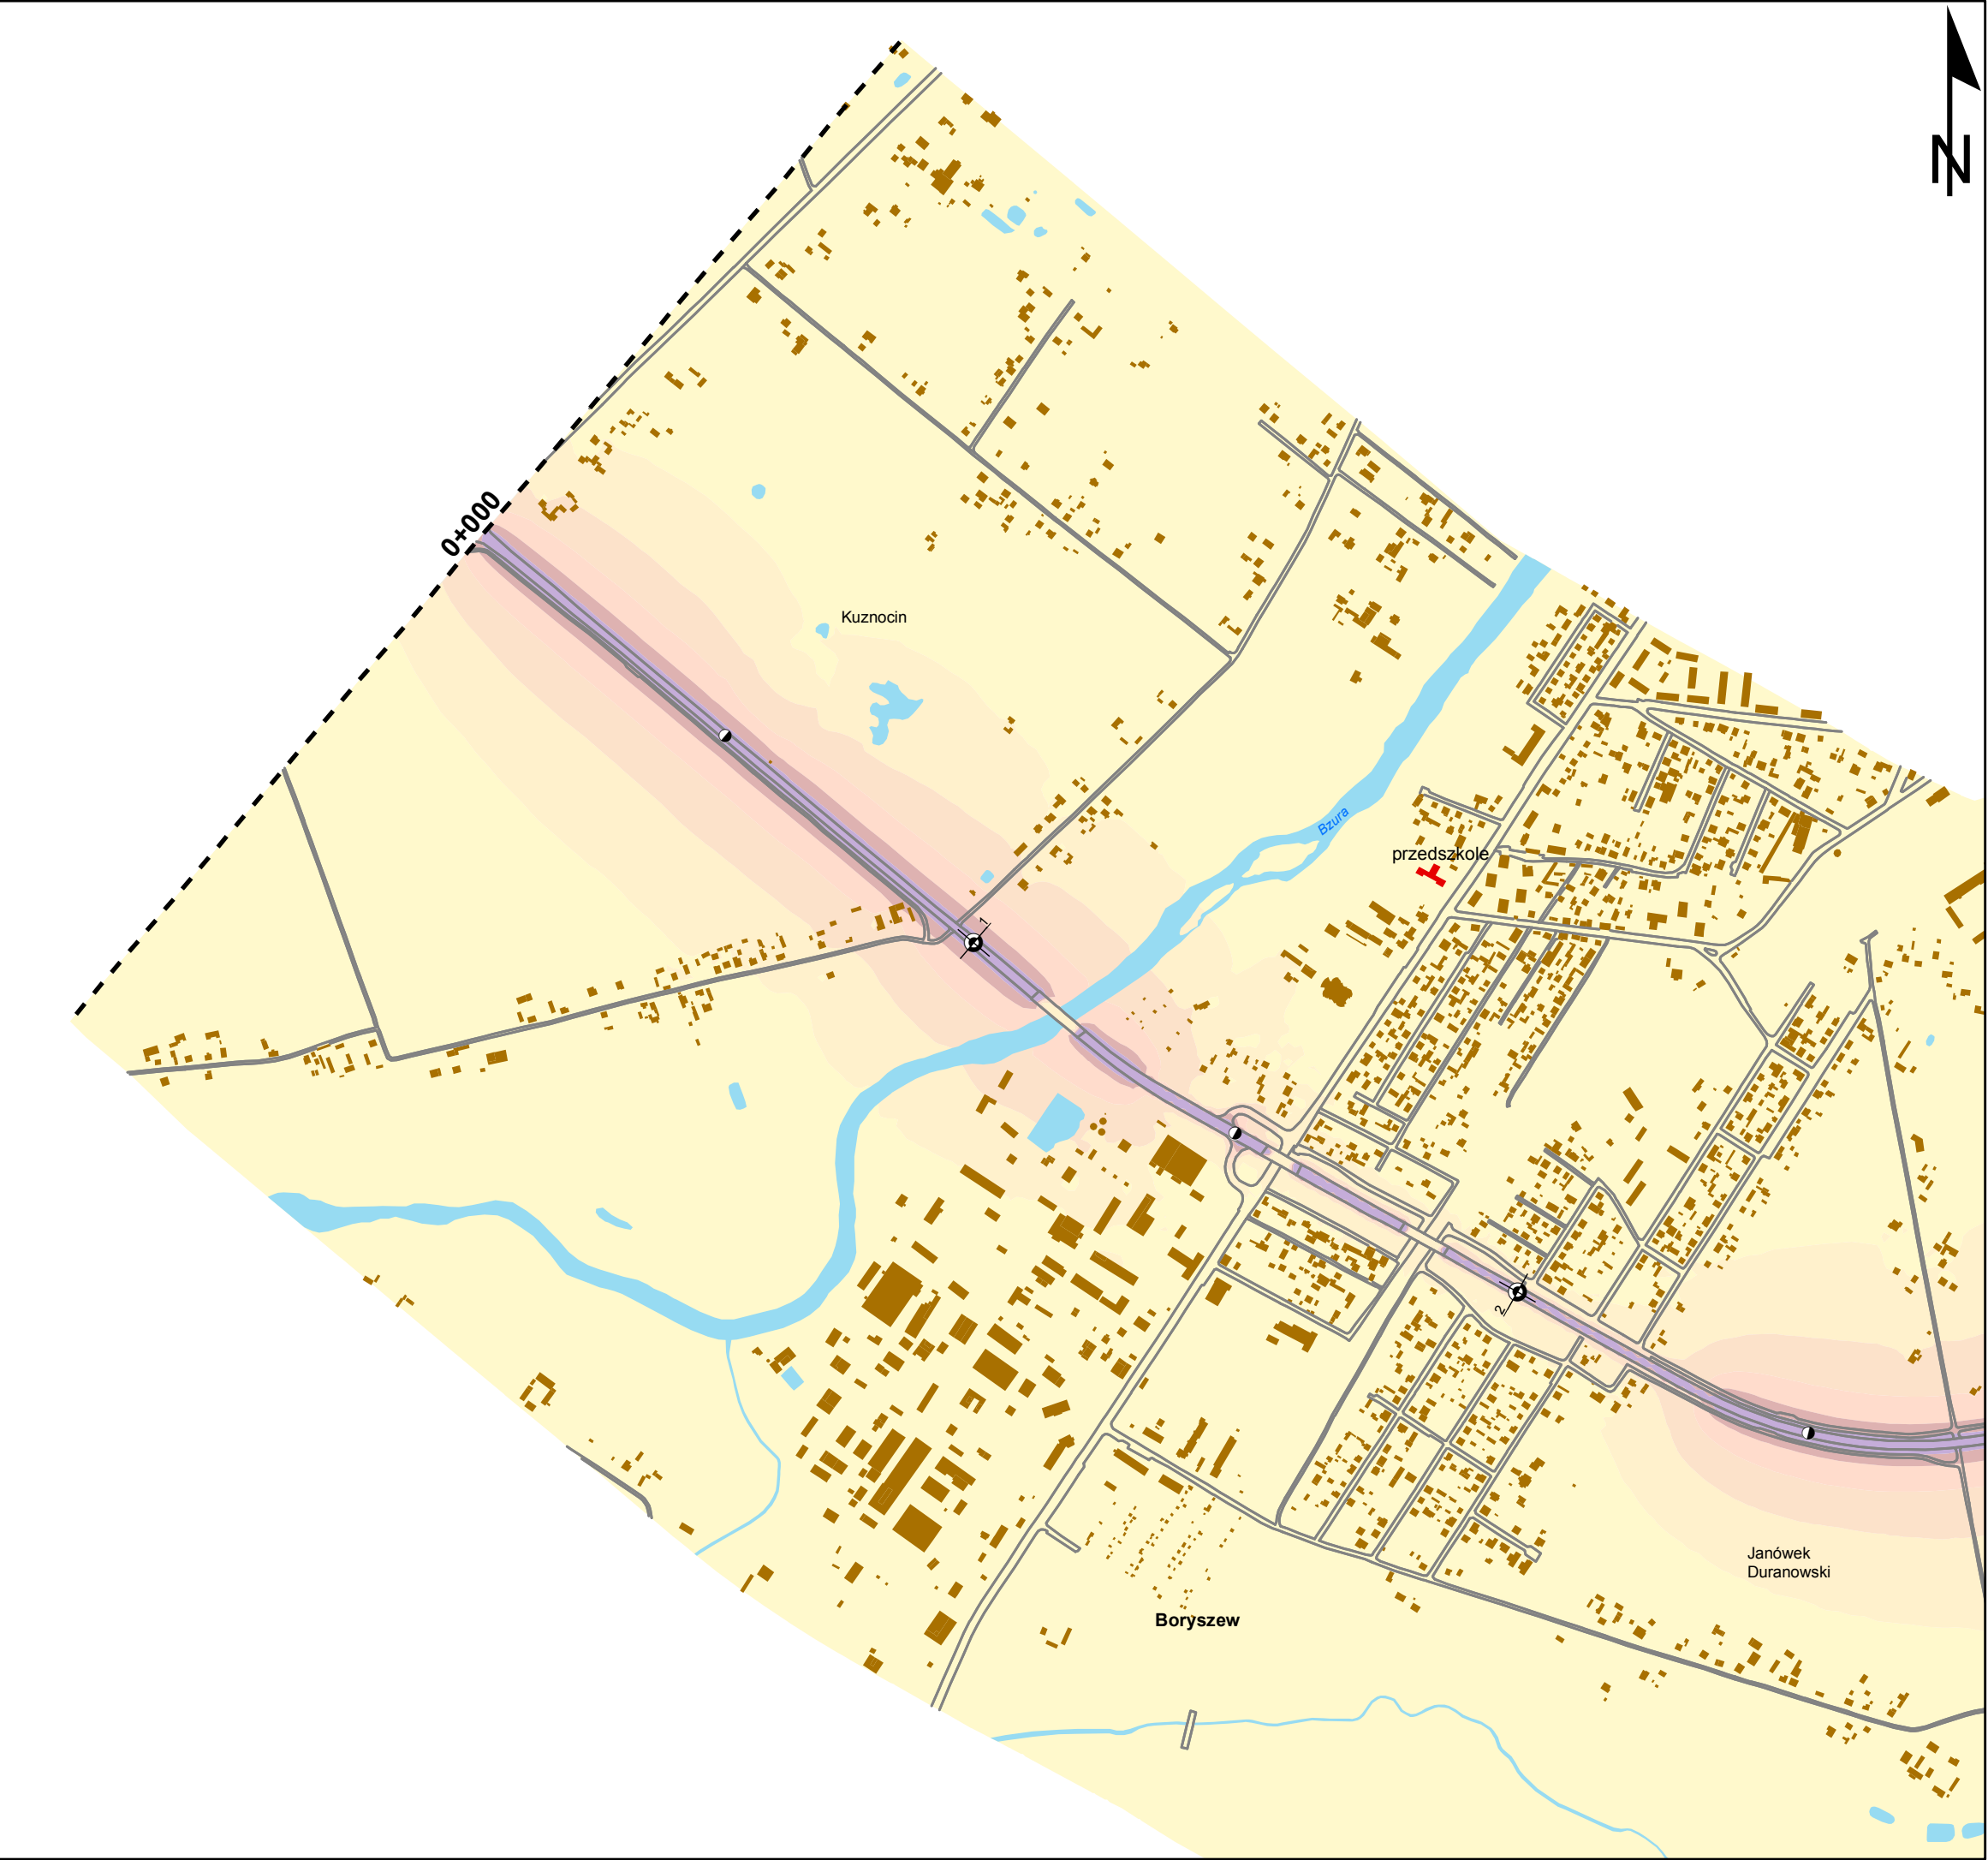 N
0+000
Kuznocin
Bzura
przedszkole
1
2
Janówek
Duranowski
Boryszew